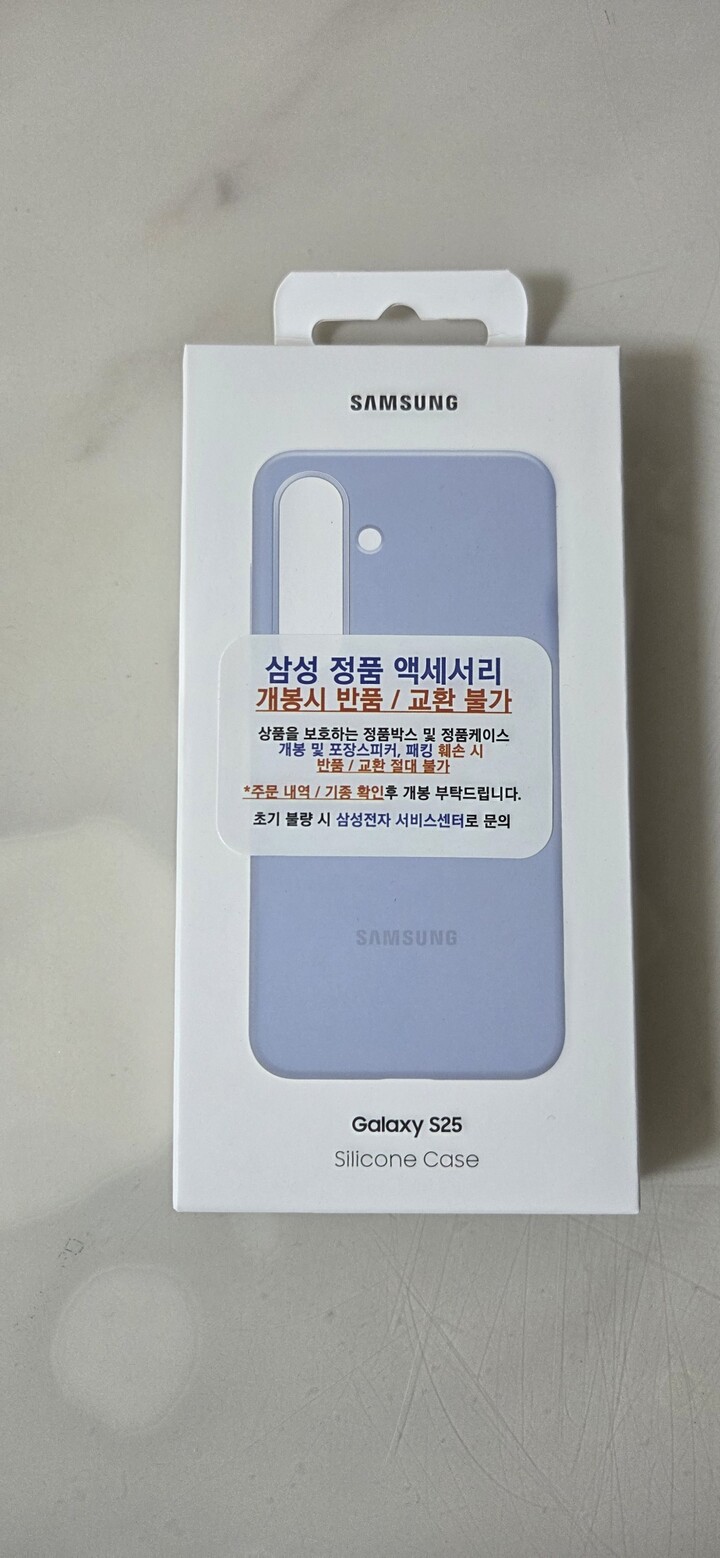 SAMSUNG
삼성 정품 액세서리
개봉시 반품 / 교환 불가
상품을 보호하는 정품박스 및 정품케이스
개봉 및 포장스피커, 패킹 훼손 시
반품 / 교환 절대 불가
*주문 내역 / 기종 확인후 개봉 부탁드립니다.
초기 불량 시 삼성전자 서비스센터로 문의
SAMSUNG
Galaxy S25
Silicone Case